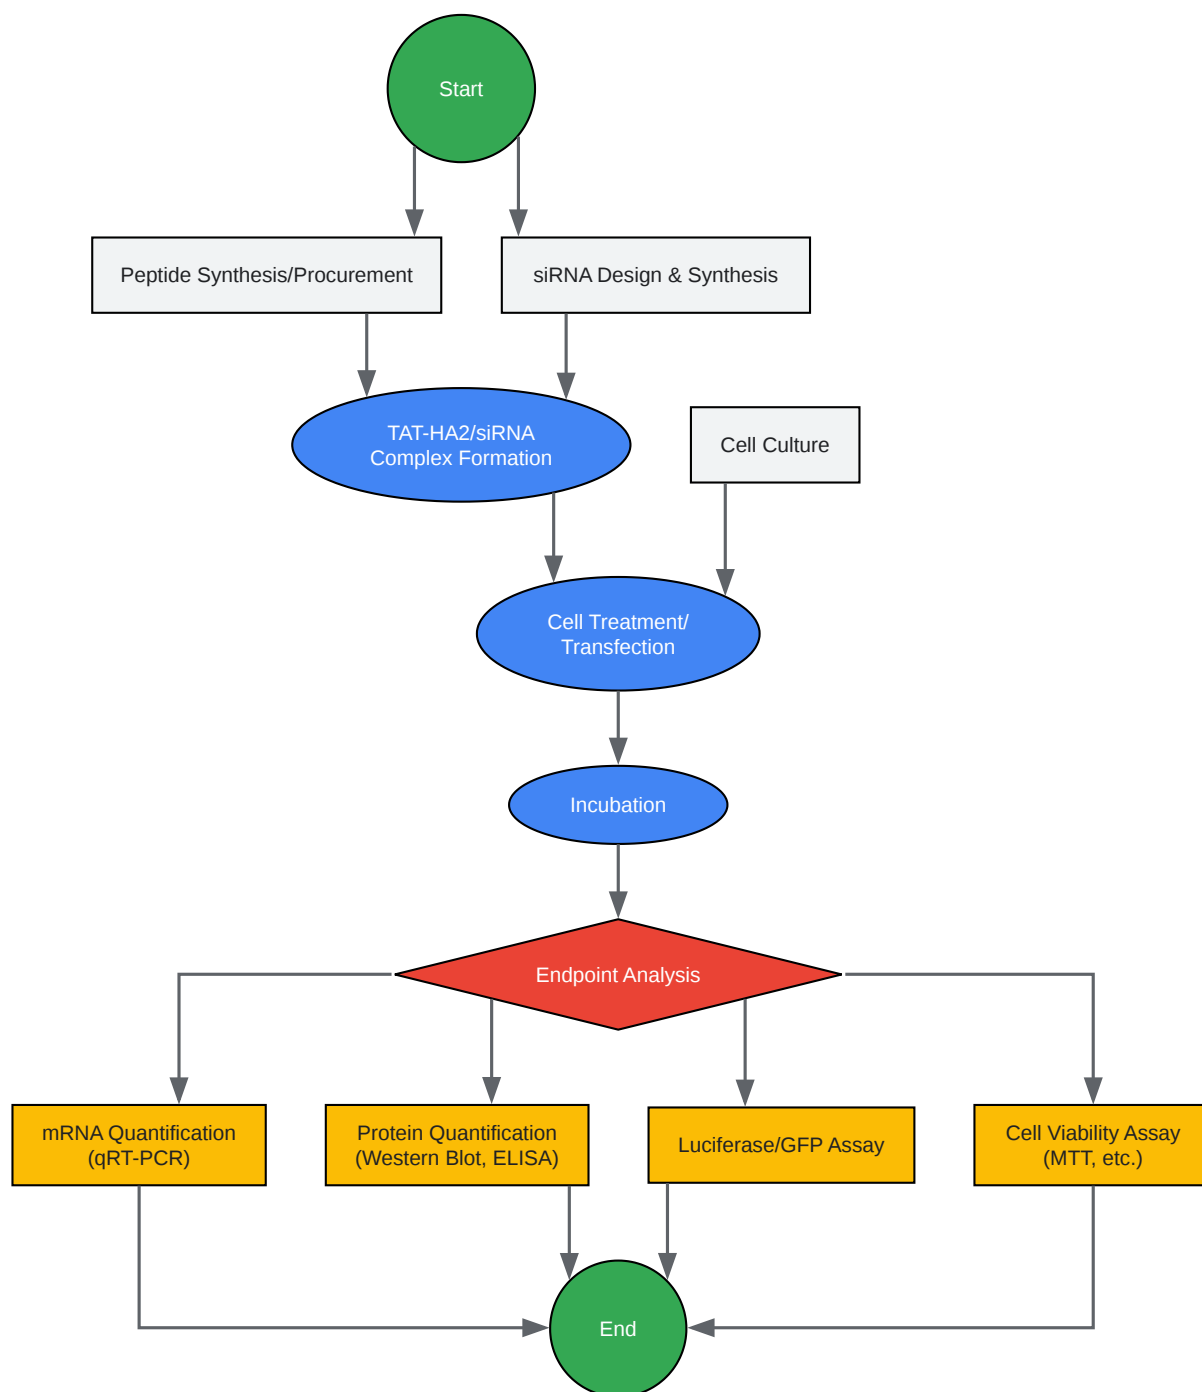 Start
Peptide Synthesis/Procurement
siRNA Design & Synthesis
TAT-HA2/siRNA
Complex Formation
Cell Culture
Cell Treatment/
Transfection
Incubation
Endpoint Analysis
mRNA Quantification
(qRT-PCR)
Protein Quantification
(Western Blot, ELISA)
Luciferase/GFP Assay
Cell Viability Assay
(MTT, etc.)
End